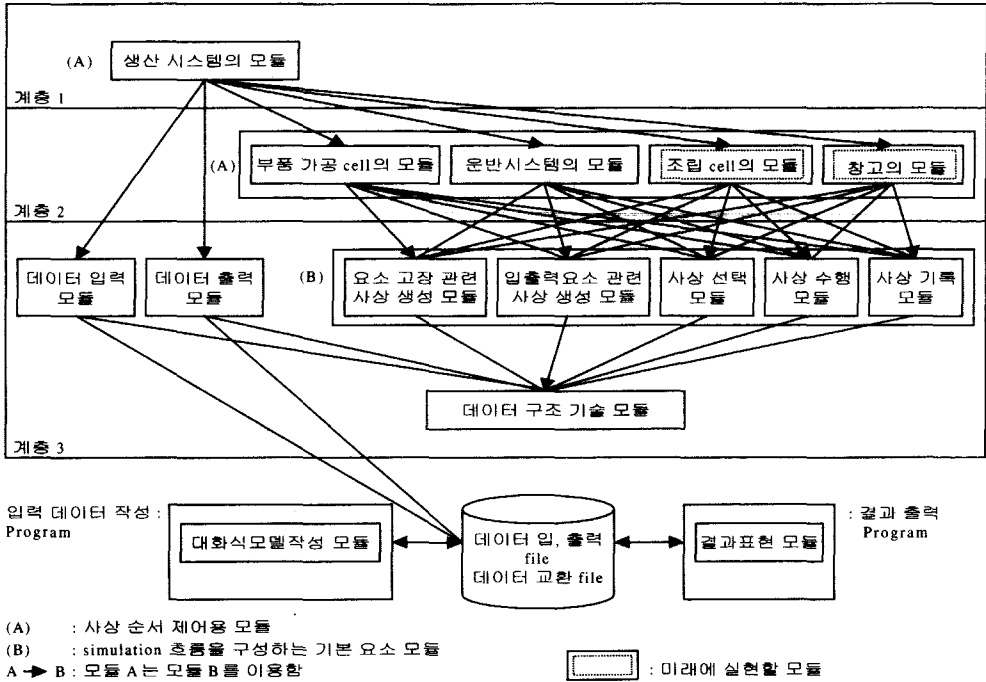 (A) 생산 시스템의 모듈
계층 1
(A) 부품 가공 cell의 모듈 운반시스템의 모듈 조립 cell의 모듈 창고의 모듈
계층 2
데이터 입력
모듈
데이터 출력
모듈
(B)
요소 고장 관련
사상 생성 모듈
입출력요소 관련
사상 생성 모듈
사상 선택
모듈
사상 수행
모듈
사상 기록
모듈
데이터 구조 기술 모듈
계층 3
입력 데이터 작성 :
Program
대화식모델작성 모듈
데이터 입, 출력
file
데이터 교환 file
결과표현 모듈
: 결과 출력
Program
(A) : 사상 순서 제어용 모듈
(B) : simulation 흐름을 구성하는 기본 요소 모듈
A → B : 모듈 A는 모듈 B를 이용함
: 미래에 실현할 모듈